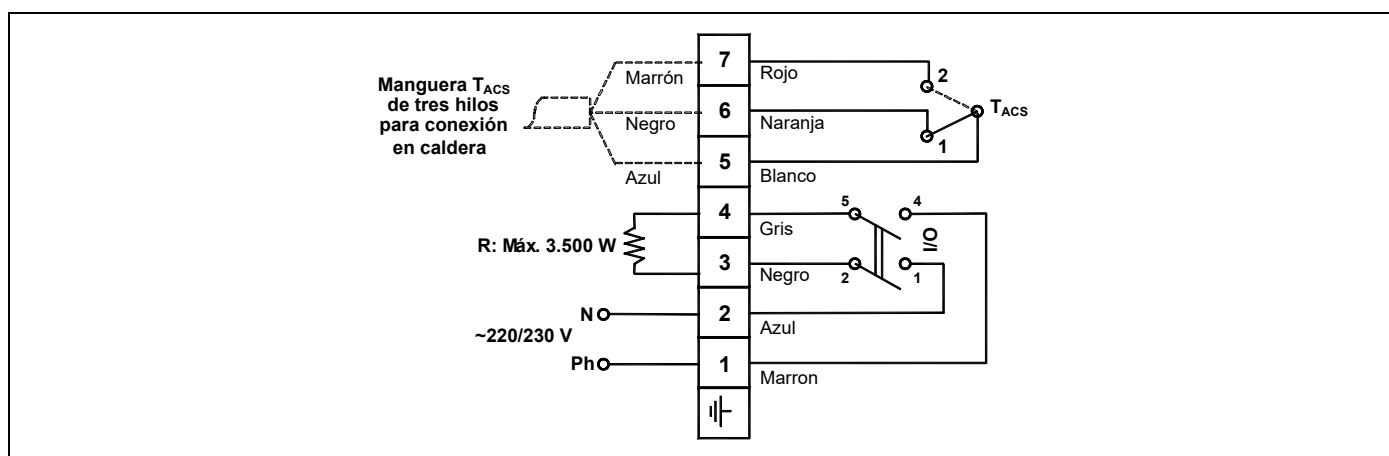 Manguera TACS
de tres hilos
para conexión
en caldera
Marrón
7
Rojo
2
Negro
6
Naranja
1
TACS
Azul
5
Blanco
R: Máx. 3.500 W
4
Gris
5
4
I/O
3
Negro
2
1
N
~220/230 V
2
Azul
Ph
1
Marron